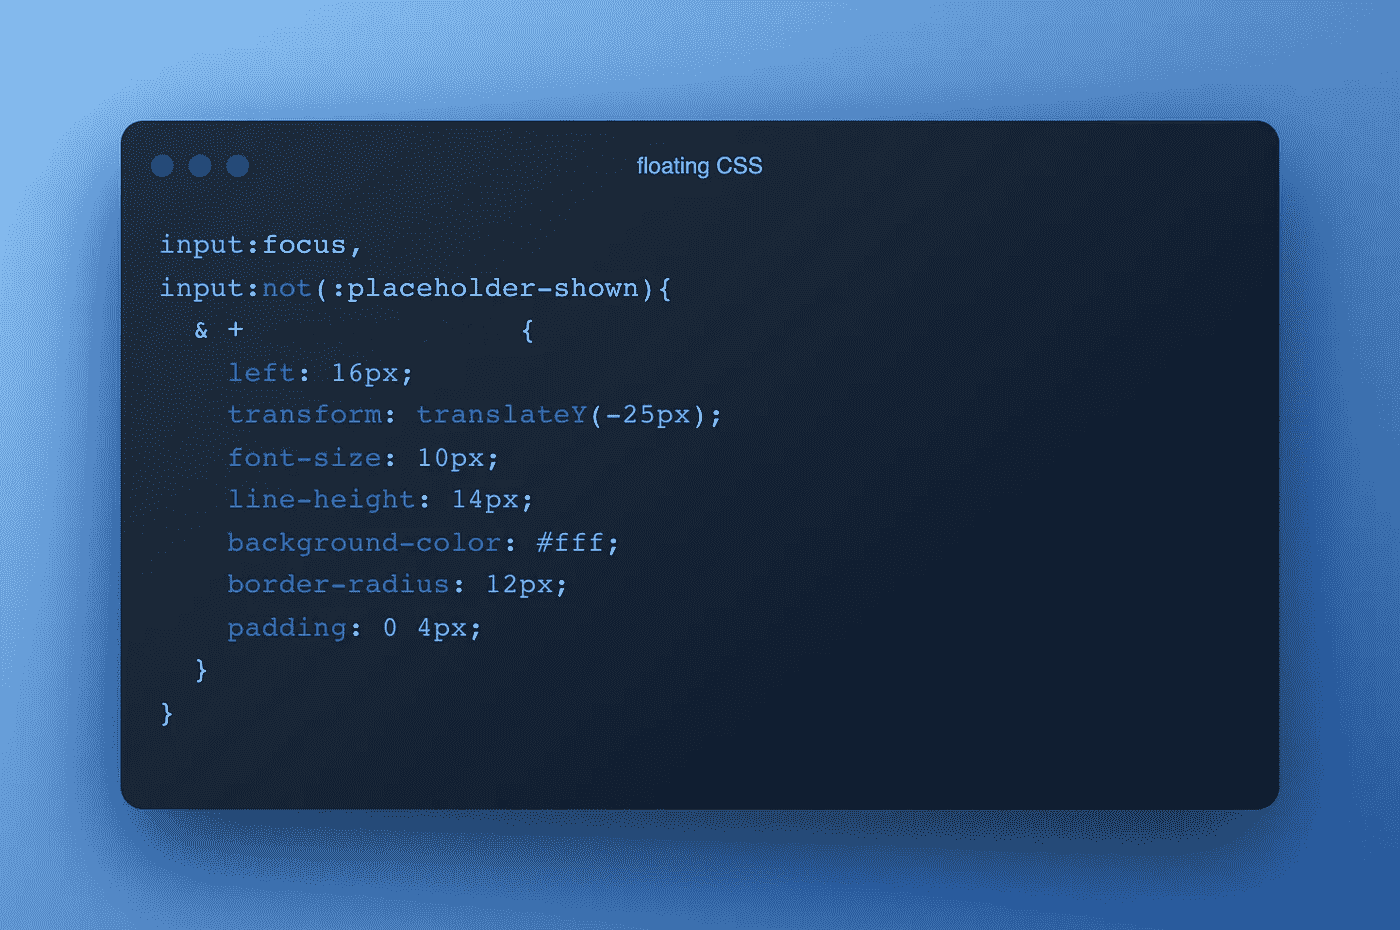 floating CSS
input:focus,
input:not(:placeholder-shown){
& + {
left: 16px;
transform: translateY(-25px);
font-size: 10px;
line-height: 14px;
background-color: #fff;
border-radius: 12px;
padding: 0 4px;
}
}